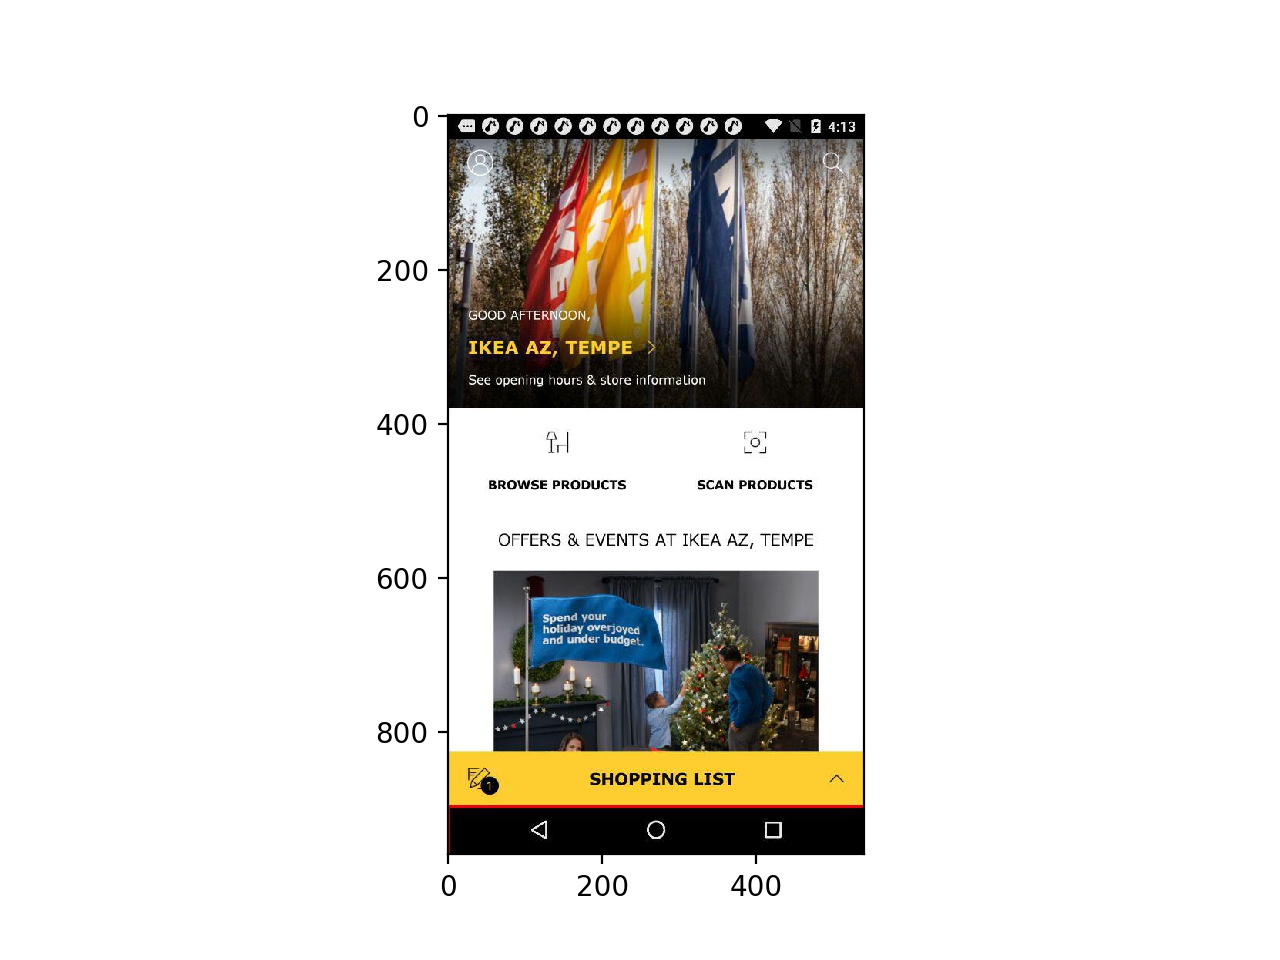 0
4:13
200
GOOD AFTERNOON,
IKEA AZ, TEMPE
See opening hours & store information
400
BROWSE PRODUCTS SCAN PRODUCTS
OFFERS & EVENTS AT IKEA AZ, TEMPE
600
Spend your
holiday overjoyed
and under budget.
800
SHOPPING LIST
1
0 200 400